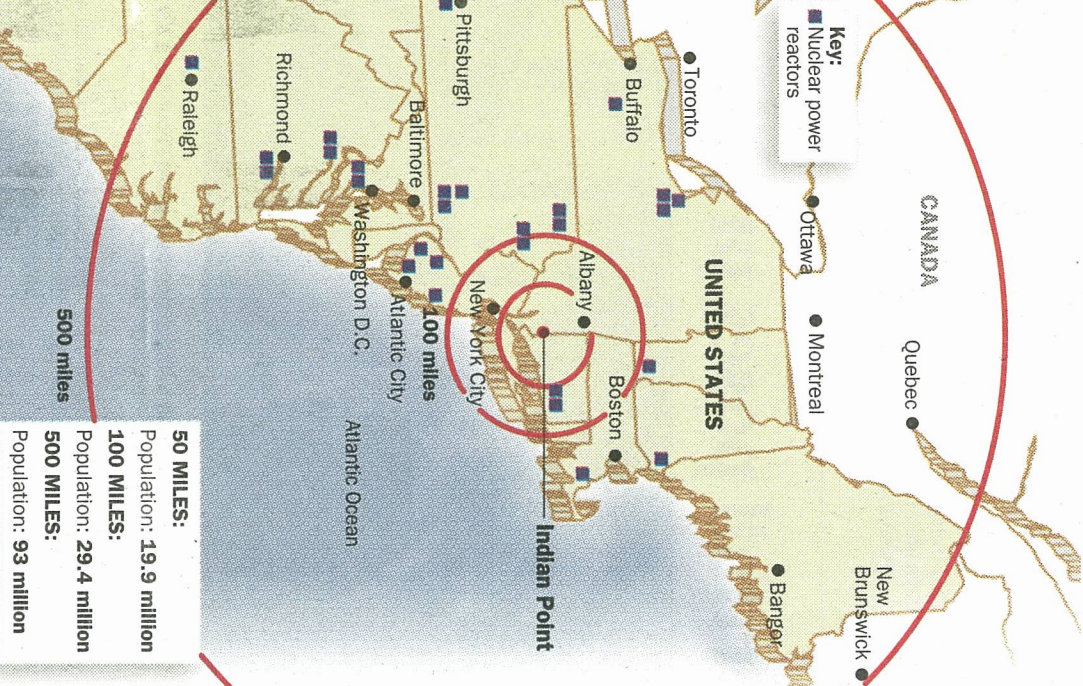 Key:
Nuclear power
reactors
CANADA
Quebec
New
Brunswick
Ottawa
Montreal
Toronto
Bangor
UNITED STATES
Buffalo
Albany
Boston
Indian Point
Pittsburgh
New York City
100 miles
Baltimore
Atlantic City
Washington D.C.
Atlantic Ocean
Richmond
Raleigh
500 miles
50 MILES:
Population: 19.9 million
100 MILES:
Population: 29.4 million
500 MILES:
Population: 93 million